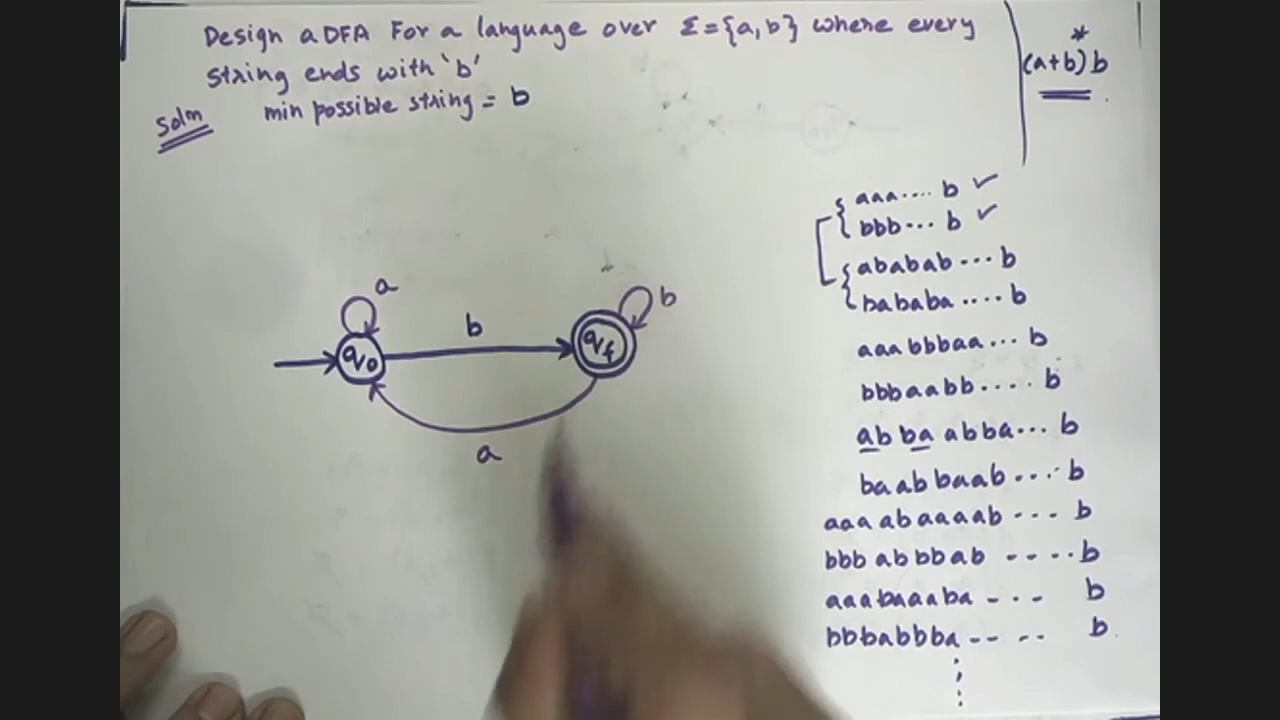 Design a DFA For a language over Σ={a,b} where every
string ends with 'b'
(a+b)*b
Soln min possible string = b
aaa.... b ✓
bbb... b ✓
ababab... b
bababa.... b
aaabbbaa... b
bbbaabb.... b
abbaabba... b
baabbaab.... b
aaaabaaaab --- b
bbbabbbab ----b
aaabaaaba --- b
bbbabbba-- -- b
a
b
b
q0
qf
a